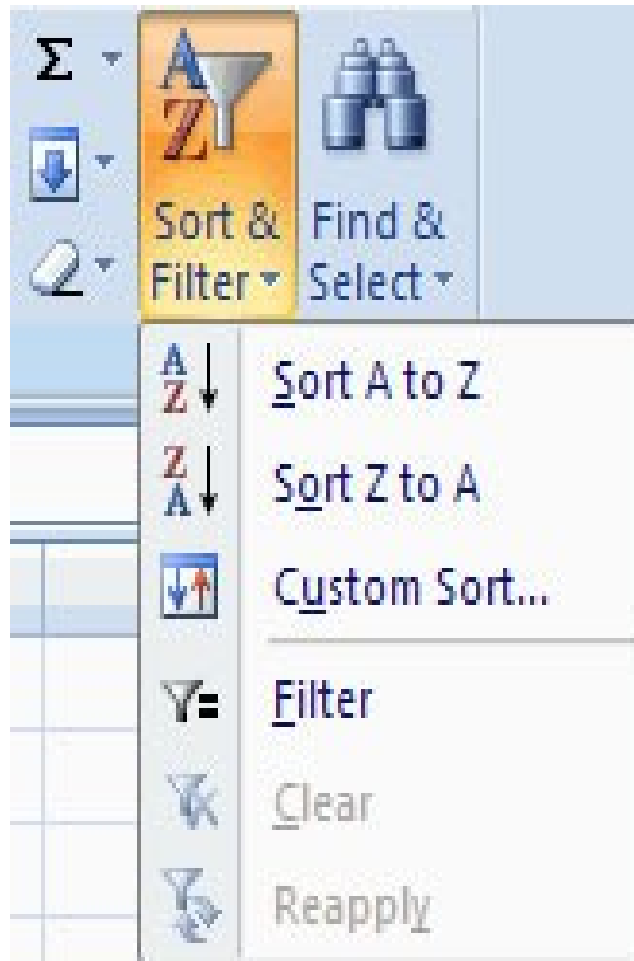 Σ
Sort &
Filter
Find &
Select
Sort A to Z
Sort Z to A
Custom Sort...
Filter
Clear
Reapply